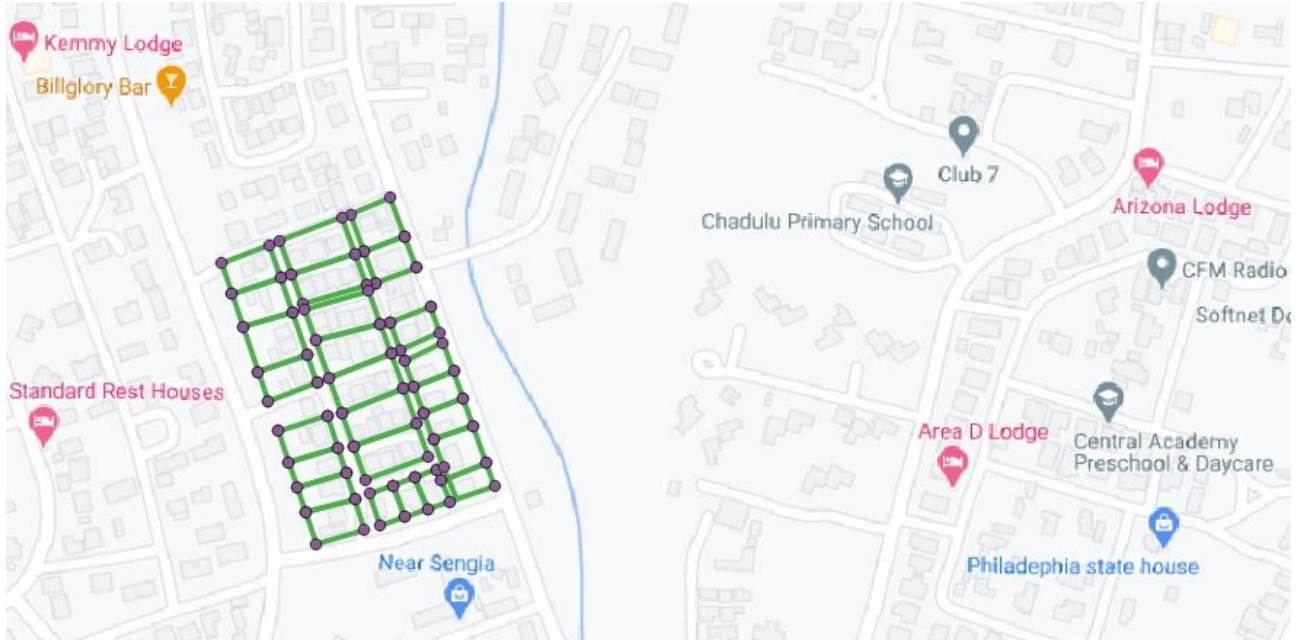 Kemmy Lodge
Billglory Bar
Club 7
Arizona Lodge
Chadulu Primary School
CFM Radio
Softnet Do
Standard Rest Houses
Area D Lodge
Central Academy
Preschool & Daycare
Near Sengia
Philadephia state house